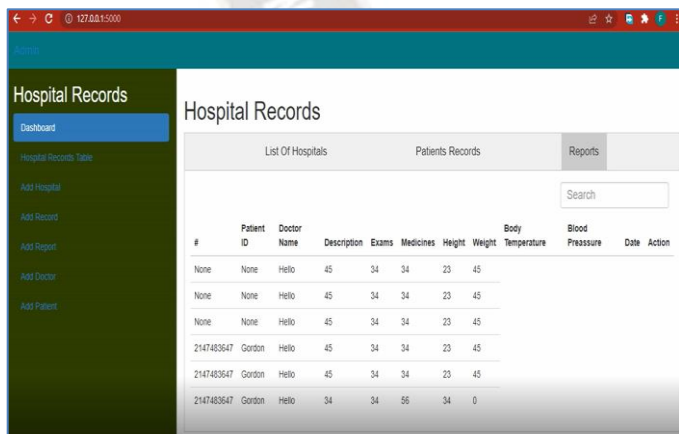 127.0.0.1:5000
F
Admin
Hospital Records
Dashboard
Hospital Records Table
Add Hospital
Add Record
Add Report
Add Doctor
Add Patient
Hospital Records
List Of Hospitals Patients Records Reports
Search
# Patient ID Doctor Name Description Exams Medicines Height Weight Body Temperature Blood Preassure Date Action
None None Hello 45 34 34 23 45
None None Hello 45 34 34 23 45
None None Hello 45 34 34 23 45
2147483647 Gordon Hello 45 34 34 23 45
2147483647 Gordon Hello 45 34 34 23 45
2147483647 Gordon Hello 34 34 56 34 0